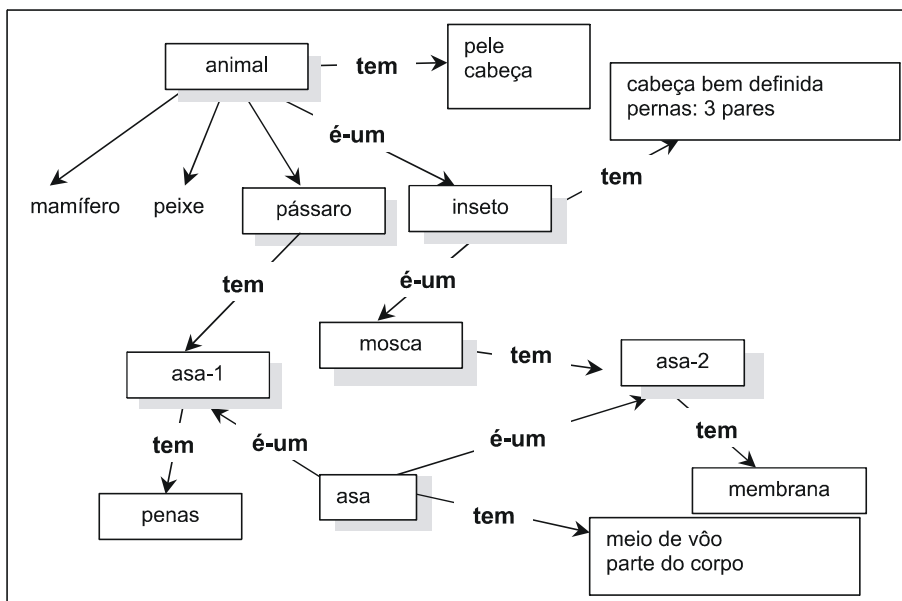 animal
tem
pele
cabeça
cabeça bem definida
pernas: 3 pares
é-um
tem
mamífero
peixe
pássaro
inseto
tem
é-um
mosca
tem
asa-1
asa-2
tem
é-um
é-um
tem
penas
asa
tem
membrana
meio de vôo
parte do corpo